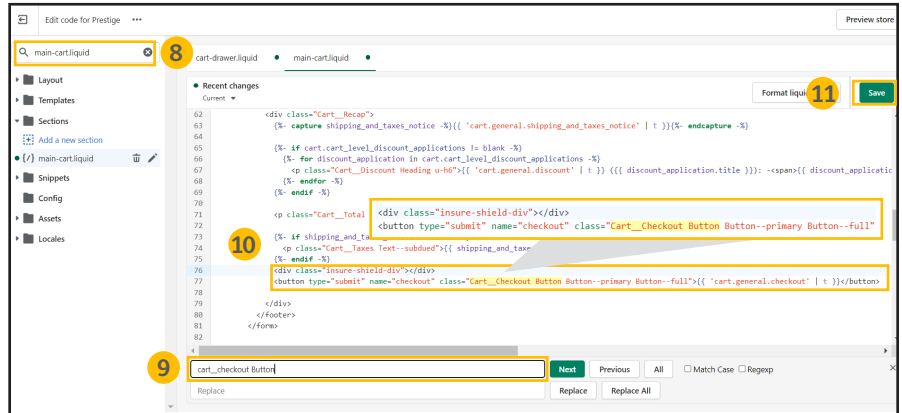 Edit code for Prestige •••
Preview store
main-cart.liquid
8
cart-drawer.liquid
main-cart.liquid
Recent changes
Current
Format liqui
11
Save
Layout
Templates
Sections
Add a new section
{/} main-cart.liquid
Snippets
Config
Assets
Locales
62 <div class="Cart__Recap">
63 {%- capture shipping_and_taxes_notice -%}{{ 'cart.general.shipping_and_taxes_notice' | t }}{%- endcapture -%}
64
65 {%- if cart.cart_level_discount_applications != blank -%}
66 {%- for discount_application in cart.cart_level_discount_applications -%}
67 <p class="Cart__Discount Heading u-h6">{{ 'cart.general.discount' | t }} ({{ discount_application.title }}): -<span>{{ discount_applicatic
68 {%- endfor -%}
69 {%- endif -%}
70
71 <p class="Cart__Total
72
<div class="insure-shield-div"></div>
<button type="submit" name="checkout" class="Cart__Checkout Button Button--primary Button--full"
10
73 {%- if shipping_and_ta
74 <p class="Cart__Taxes Text--subdued">{{ shipping_and_taxe
75 {%- endif -%}
76 <div class="insure-shield-div"></div>
77 <button type="submit" name="checkout" class="Cart__Checkout Button Button--primary Button--full">{{ 'cart.general.checkout' | t }}</button>
78
79 </div>
80 </footer>
81 </form>
82
9
cart__checkout Button
Next
Previous
All
Match Case
Regexp
Replace
Replace
Replace All